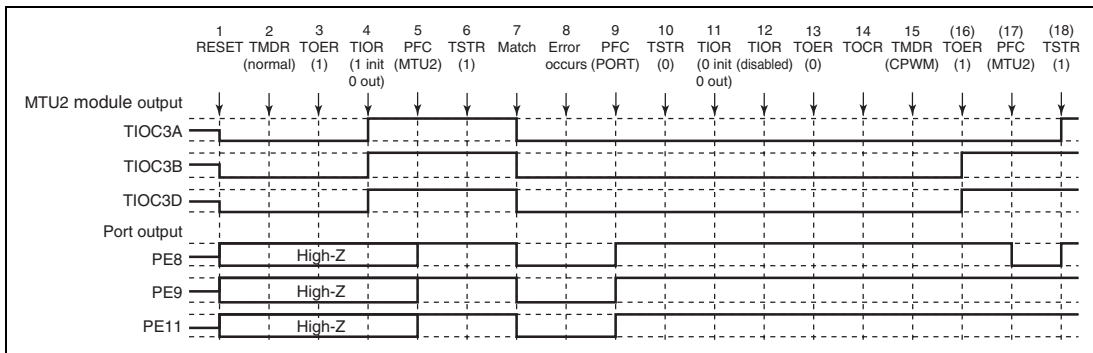 1 2 3 4 5 6 7 8 9 10 11 12 13 14 15 (16) (17) (18)
RESET TMDR TOER TIOR PFC TSTR Match Error PFC TSTR TIOR TIOR TOER TOCR TMDR TOER PFC TSTR
(normal) (1) (1 init (MTU2) (1) occurs (PORT) (0) (0 init (disabled) (0) (CPWM) (1) (MTU2) (1)
0 out) 0 out)
MTU2 module output
TIOC3A
TIOC3B
TIOC3D
Port output
PE8 High-Z
PE9 High-Z
PE11 High-Z